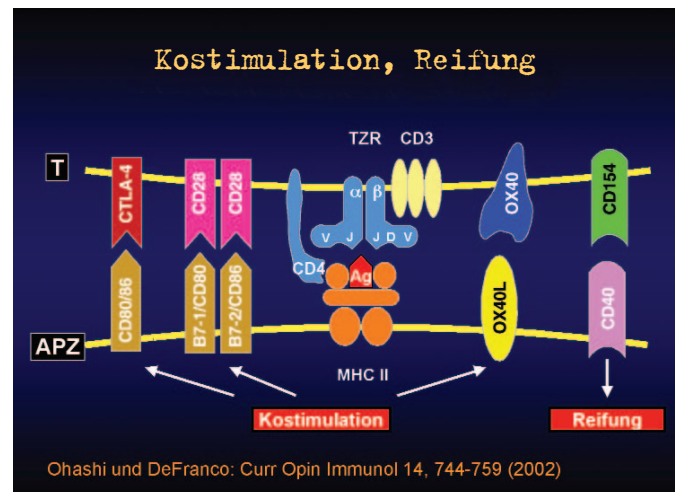 Kostimulation, Reifung
TZR CD3
T
CTLA-4
CD28
CD28
α β
OX40
CD154
V J J D V
CD4
Ag
CD80/86
B7-1/CD80
B7-2/CD86
OX40L
CD40
APZ
MHC II
Kostimulation
Reifung
Ohashi und DeFranco: Curr Opin Immunol 14, 744-759 (2002)